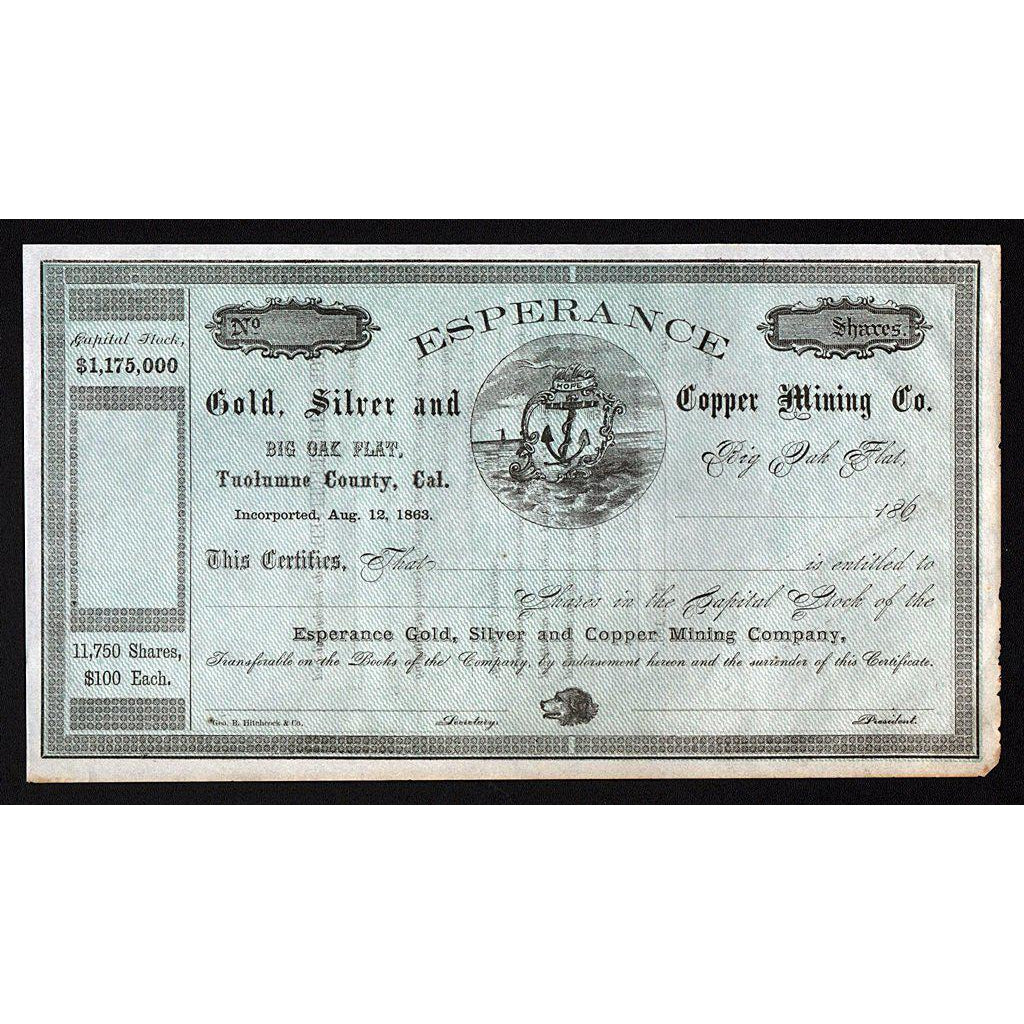 Capital Stock,
$1,175,000
11,750 Shares,
$100 Each.
No
ESPERANCE
Shares.
HOPE
Gold, Silver and Copper Mining Co.
BIG OAK FLAT,
Tuolumne County, Cal.
Incorporated, Aug. 12, 1863.
Big Oak Flat,
186
This Certifies, That is entitled to
Shares in the Capital Stock of the
Esperance Gold, Silver and Copper Mining Company,
Transferable on the Books of the Company, by endorsement hereon and the surrender of this Certificate.
Geo. B. Hitchcock & Co. Secretary. President.